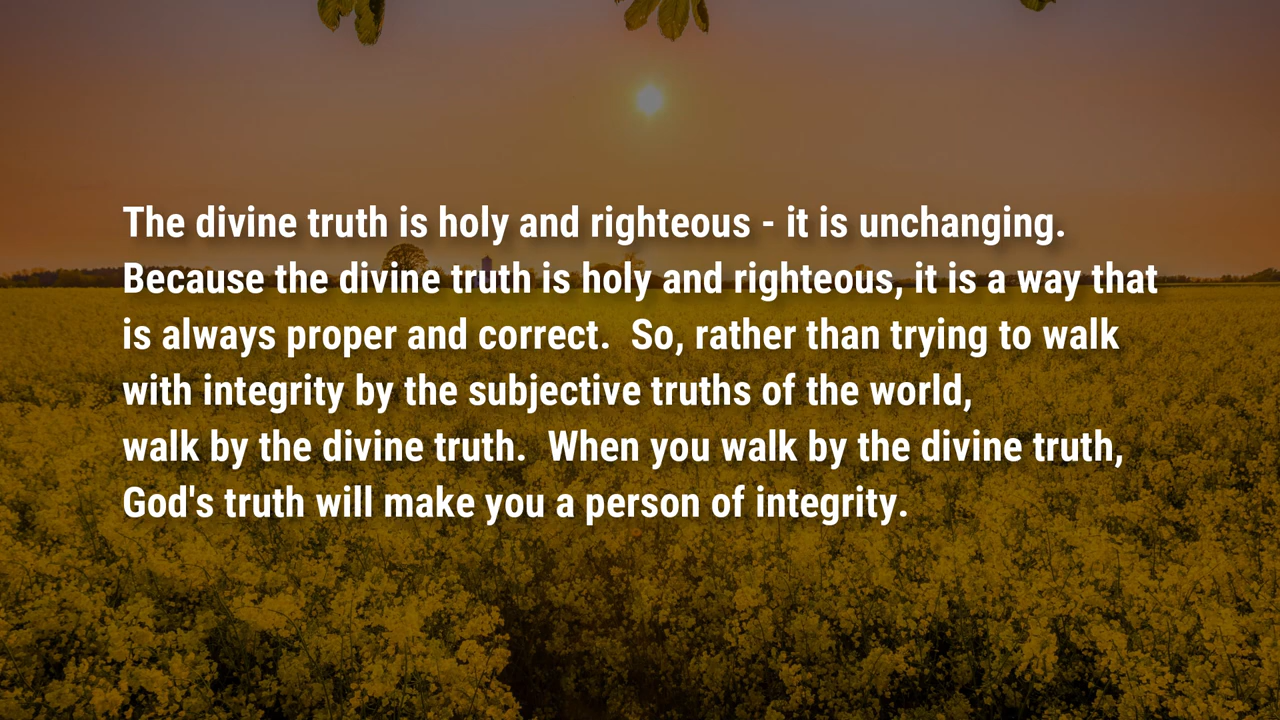 The divine truth is holy and righteous - it is unchanging.
Because the divine truth is holy and righteous, it is a way that
is always proper and correct.  So, rather than trying to walk
with integrity by the subjective truths of the world,
walk by the divine truth.  When you walk by the divine truth,
God's truth will make you a person of integrity.